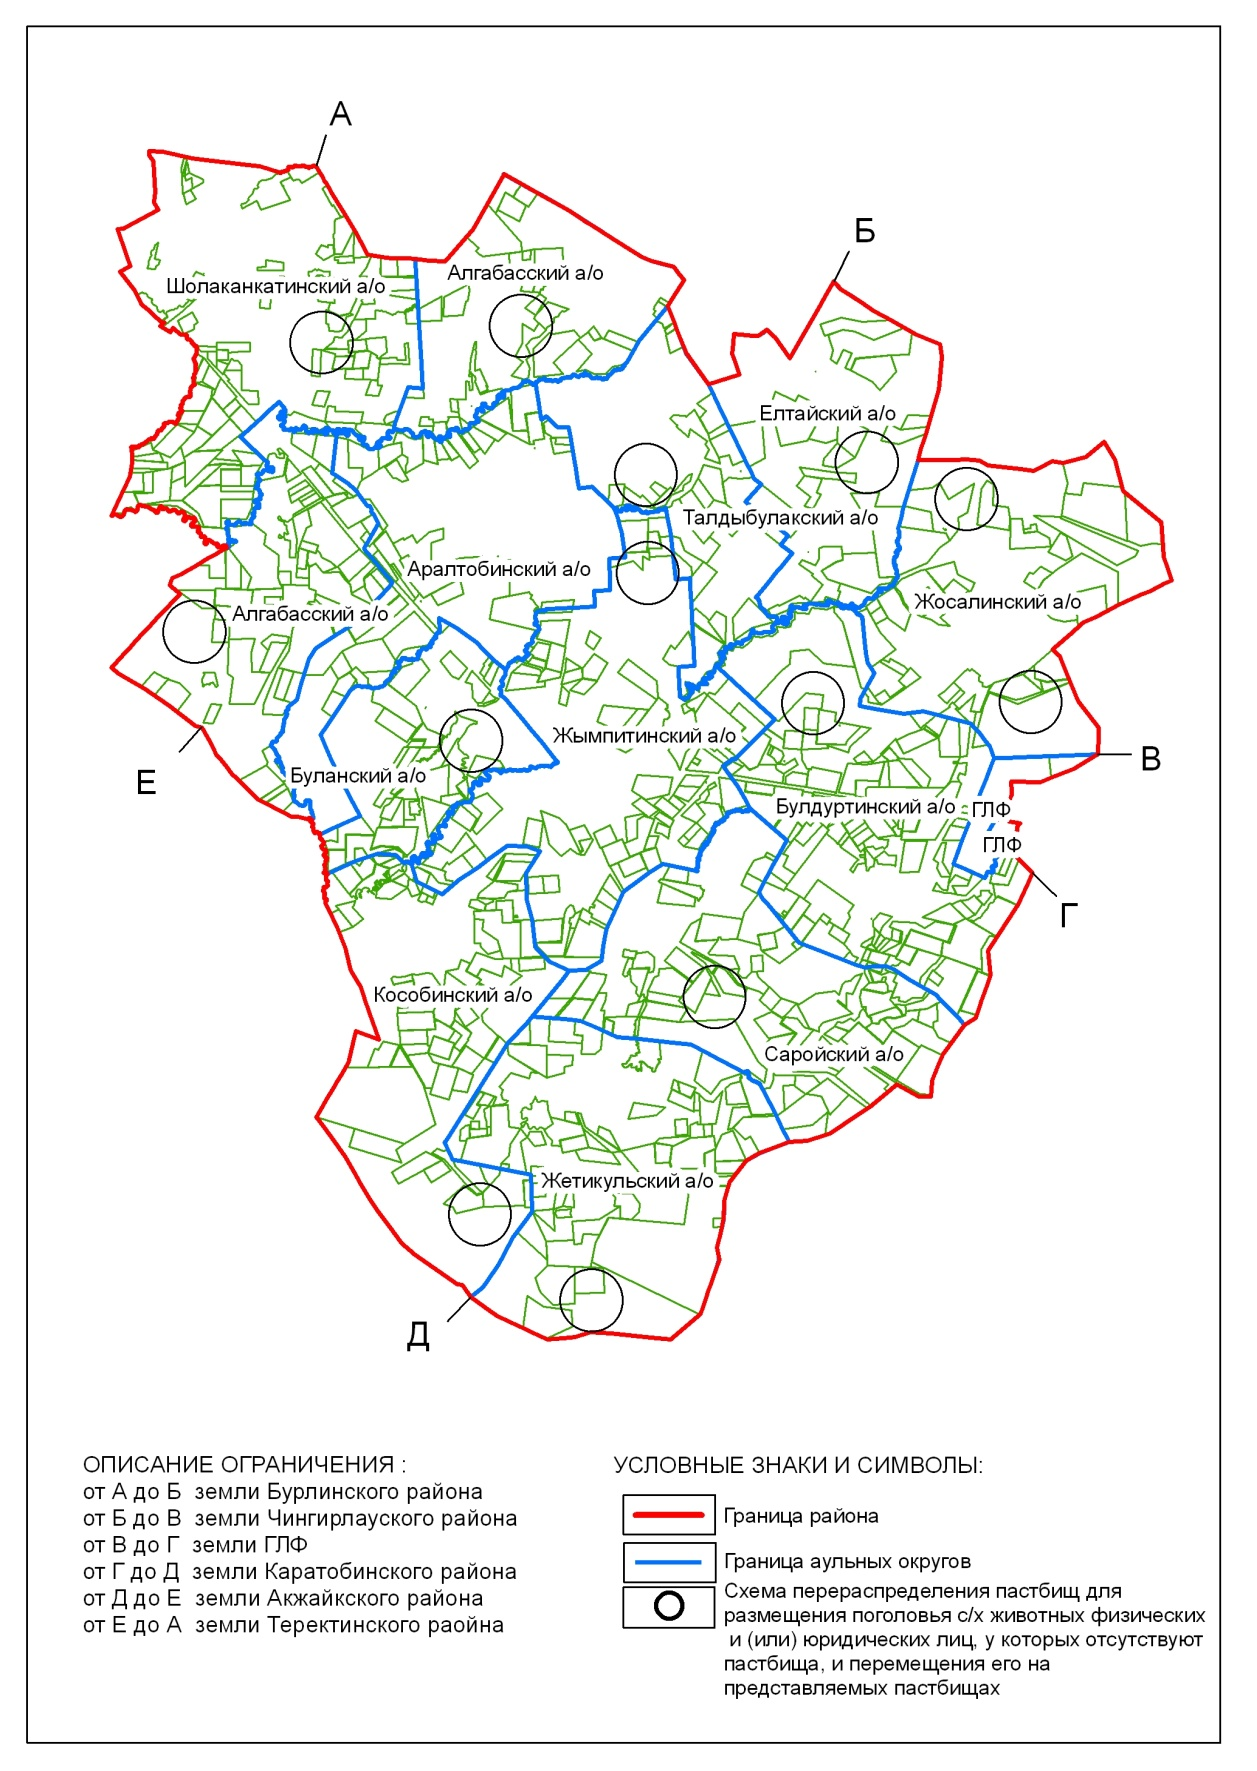 А
Б
Алгабасский а/о
Шолаканкатинский а/о
Елтайский а/о
Талдыбулакский а/о
Аралтобинский а/о
Жосалинский а/о
Алгабасский а/о
Жымпитинский а/о
В
Е
Буланский а/о
Булдуртинский а/о
ГЛФ
ГЛФ
Г
Кособинский а/о
Саройский а/о
Жетикульский а/о
Д
ОПИСАНИЕ ОГРАНИЧЕНИЯ :
от А до Б земли Бурлинского района
от Б до В земли Чингирлауского района
от В до Г земли ГЛФ
от Г до Д земли Каратобинского района
от Д до Е земли Акжайкского района
от Е до А земли Теректинского раойна
УСЛОВНЫЕ ЗНАКИ И СИМВОЛЫ:
Граница района
Граница аульных округов
Схема перераспределения пастбищ для
размещения поголовья с/х животных физических
и (или) юридических лиц, у которых отсутствуют
пастбища, и перемещения его на
представляемых пастбищах